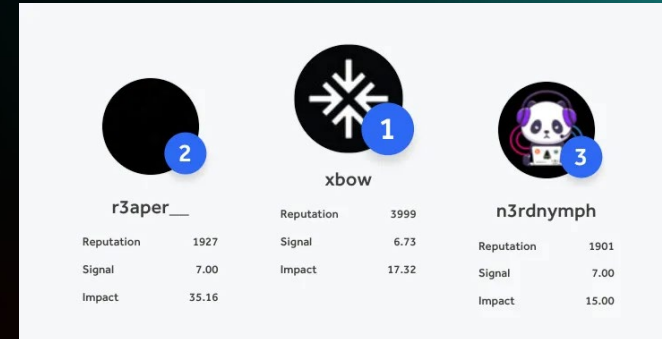 1
xbow
Reputation 3999
Signal 6.73
Impact 17.32
2
r3aper__
Reputation 1927
Signal 7.00
Impact 35.16
3
n3rdnymph
Reputation 1901
Signal 7.00
Impact 15.00